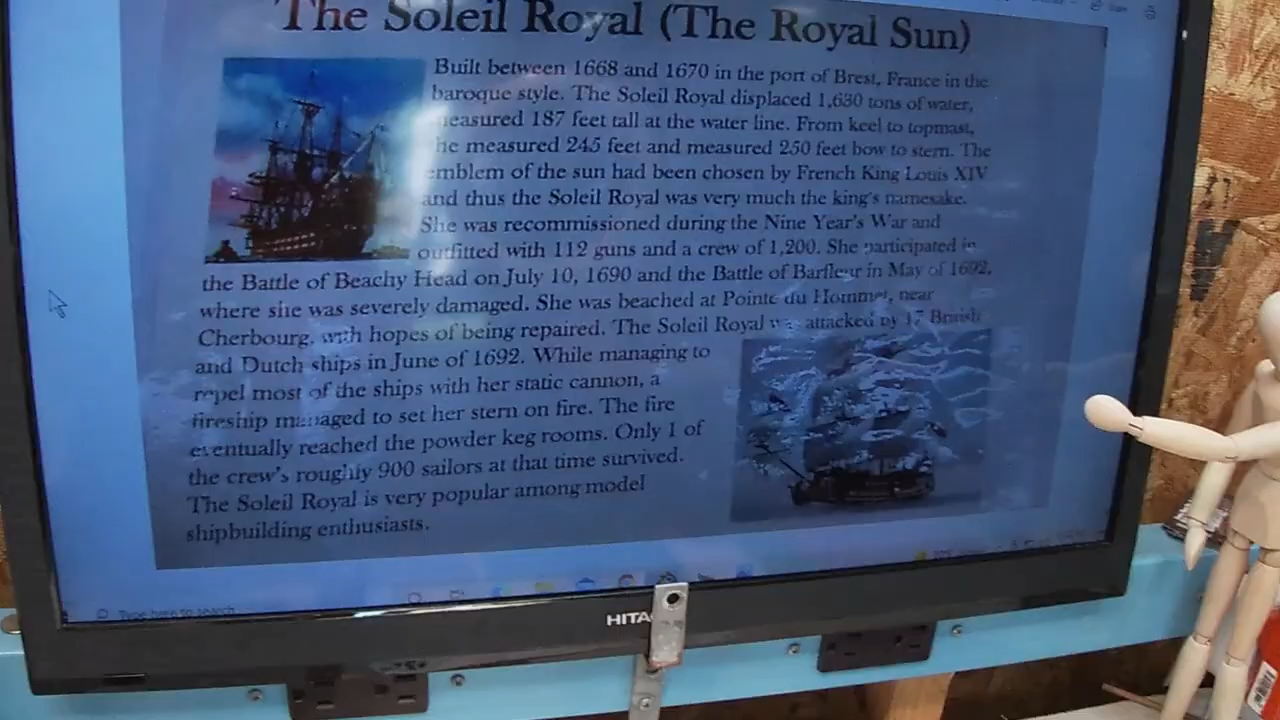 The Soleil Royal (The Royal Sun)
Built between 1668 and 1670 in the port of Brest, France in the
baroque style. The Soleil Royal displaced 1,630 tons of water,
measured 187 feet tall at the water line. From keel to topmast,
he measured 245 feet and measured 250 feet bow to stern. The
emblem of the sun had been chosen by French King Louis XIV
and thus the Soleil Royal was very much the king's namesake.
She was recommissioned during the Nine Year's War and
outfitted with 112 guns and a crew of 1,200. She participated in
the Battle of Beachy Head on July 10, 1690 and the Battle of Barfleur in May of 1692,
where she was severely damaged. She was beached at Pointe du Hommet, near
Cherbourg, with hopes of being repaired. The Soleil Royal was attacked by 17 British
and Dutch ships in June of 1692. While managing to
repel most of the ships with her static cannon, a
fireship managed to set her stern on fire. The fire
eventually reached the powder keg rooms. Only 1 of
the crew's roughly 900 sailors at that time survived.
The Soleil Royal is very popular among model
shipbuilding enthusiasts.
Type here to search
HITA